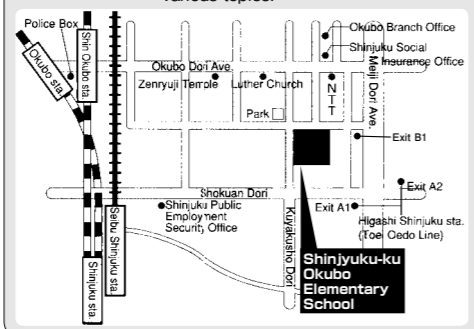 various topics.
Police Box
Okubo Branch Office
Shinjuku Social
Insurance Office
Shin Okubo sta.
Okubo sta.
Okubo Dori Ave.
Meiji Dori Ave.
Zenryuji Temple
Luther Church
NTT
Park
Exit B1
Exit A2
Shokuan Dori
Shinjuku Public
Employment
Security Office
Exit A1
Higashi Shinjuku sta.
(Toei Oedo Line)
Kuyakusho Dori
Seibu Shinjuku sta.
Shinjuku sta.
Shinjyuku-ku
Okubo
Elementary
School